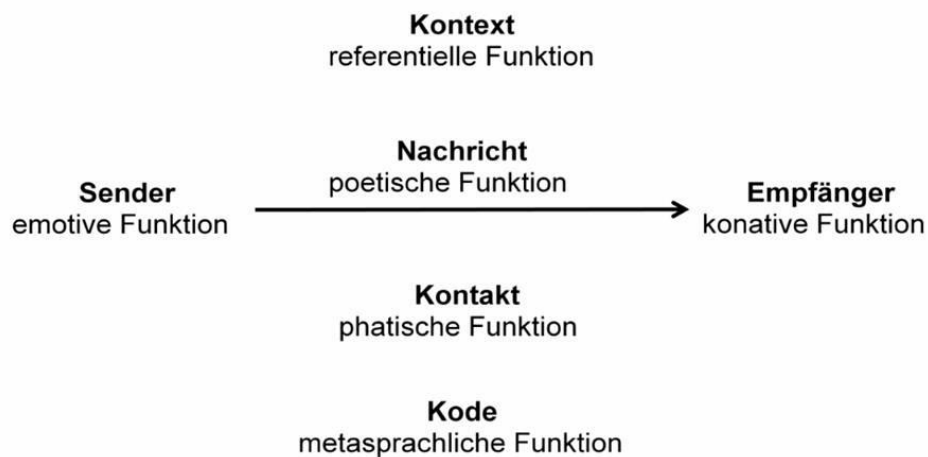 Kontext
referentielle Funktion
Nachricht
poetische Funktion
Sender
emotive Funktion
Empfänger
konative Funktion
Kontakt
phatische Funktion
Kode
metasprachliche Funktion